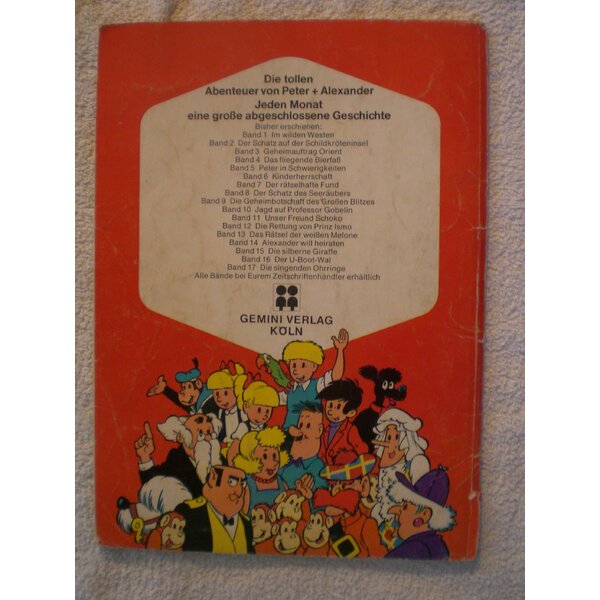 Die tollen
Abenteuer von Peter + Alexander
Jeden Monat
eine große abgeschlossene Geschichte
Bisher erschienen:
Band 1 Im wilden Westen
Band 2 Der Schatz auf der Schildkröteninsel
Band 3 Geheimauftrag Orient
Band 4 Das fliegende Bierfaß
Band 5 Peter in Schwierigkeiten
Band 6 Kinderherrschaft
Band 7 Der rätselhafte Fund
Band 8 Der Schatz des Seeräubers
Band 9 Die Geheimbotschaft des Großen Blitzes
Band 10 Jagd auf Professor Gobelin
Band 11 Unser Freund Schoko
Band 12 Die Rettung von Prinz Ismo
Band 13 Das Rätsel der weißen Melone
Band 14 Alexander will heiraten
Band 15 Die silberne Giraffe
Band 16 Der U-Boot-Wal
Band 17 Die singenden Ohrringe
Alle Bände bei Eurem Zeitschriftenhändler erhältlich
GEMINI VERLAG
KÖLN